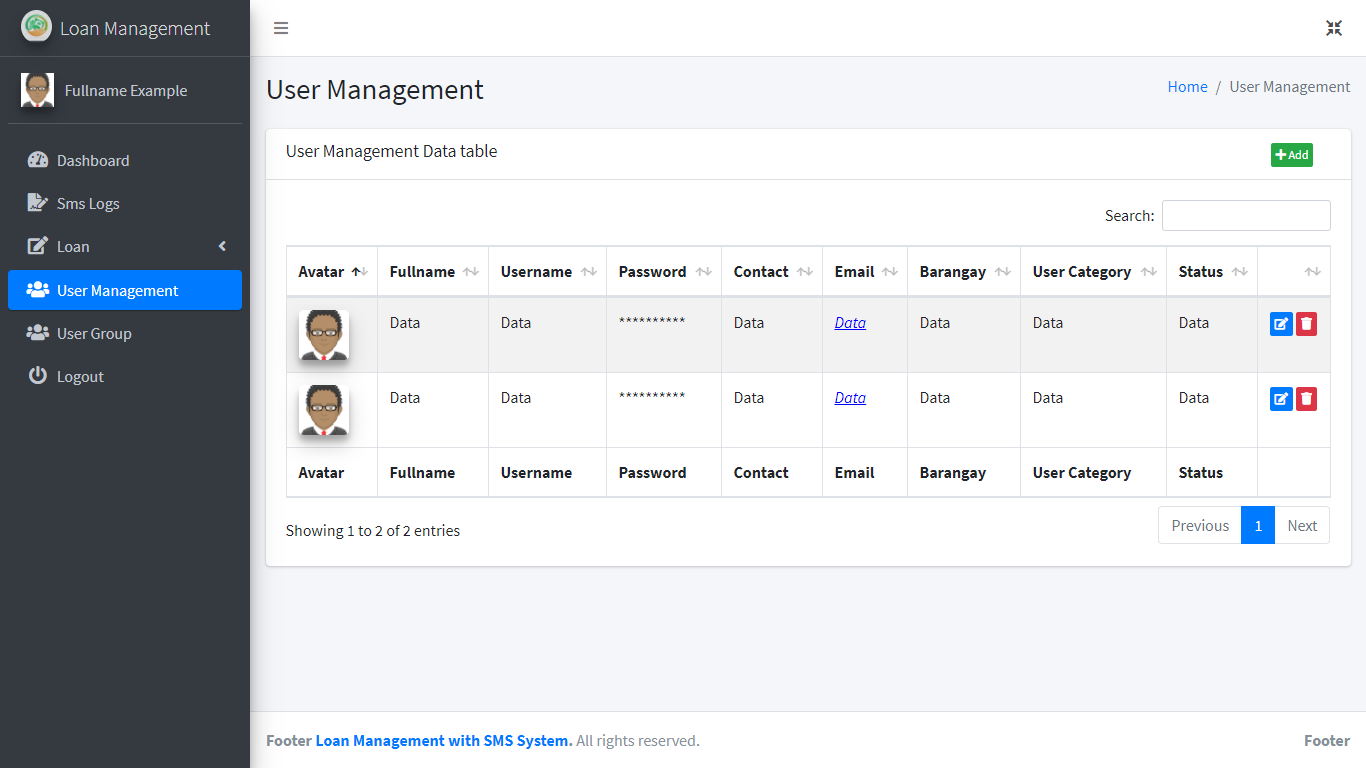 Loan Management
Fullname Example
Dashboard
Sms Logs
Loan
User Management
User Group
Logout
User Management
Home / User Management
User Management Data table
Add
Search:
Avatar Fullname Username Password Contact Email Barangay User Category Status
Data Data ********** Data Data Data Data Data
Data Data ********** Data Data Data Data Data
Avatar Fullname Username Password Contact Email Barangay User Category Status
Showing 1 to 2 of 2 entries
Previous 1 Next
Footer Loan Management with SMS System. All rights reserved.
Footer